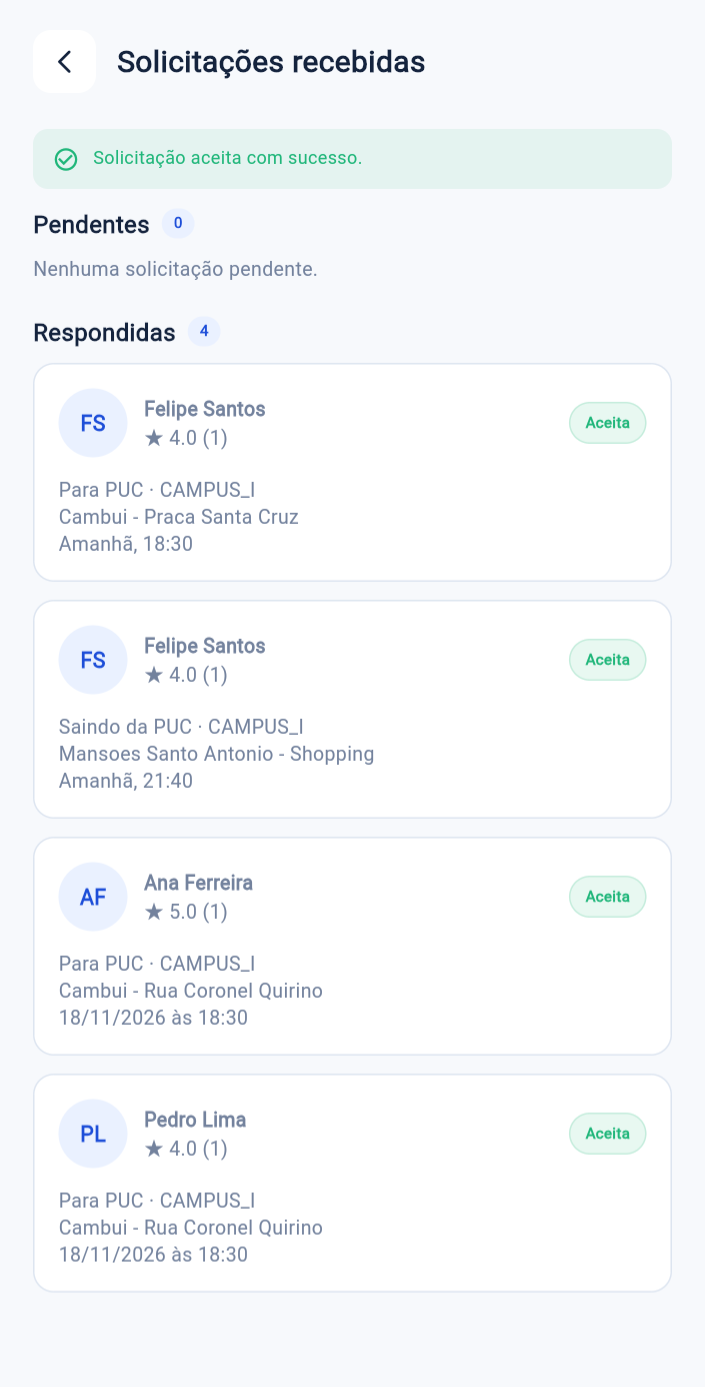 Solicitações recebidas
Solicitação aceita com sucesso.
Pendentes 0
Nenhuma solicitação pendente.
Respondidas 4
FS Felipe Santos Aceita
★ 4.0 (1)
Para PUC · CAMPUS_I
Cambui - Praca Santa Cruz
Amanhã, 18:30
FS Felipe Santos Aceita
★ 4.0 (1)
Saindo da PUC · CAMPUS_I
Mansoes Santo Antonio - Shopping
Amanhã, 21:40
AF Ana Ferreira Aceita
★ 5.0 (1)
Para PUC · CAMPUS_I
Cambui - Rua Coronel Quirino
18/11/2026 às 18:30
PL Pedro Lima Aceita
★ 4.0 (1)
Para PUC · CAMPUS_I
Cambui - Rua Coronel Quirino
18/11/2026 às 18:30